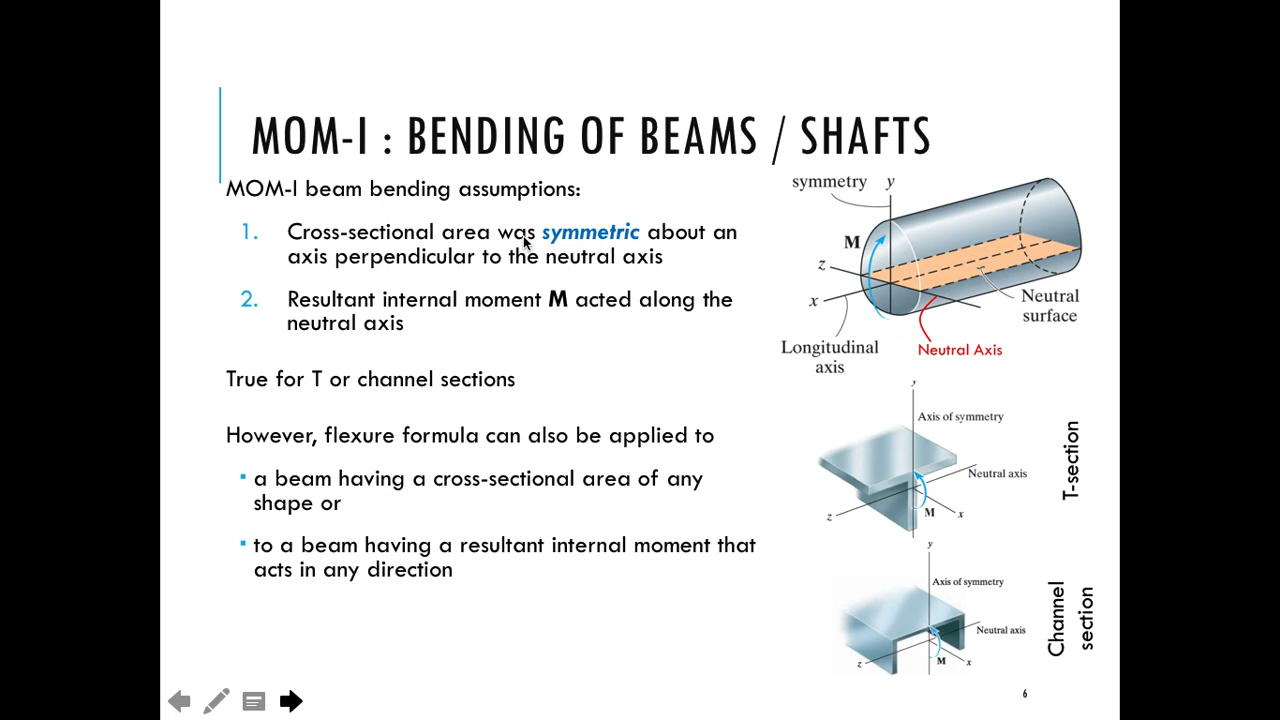 MOM-I : BENDING OF BEAMS / SHAFTS
MOM-I beam bending assumptions:
1. Cross-sectional area was symmetric about an
axis perpendicular to the neutral axis
2. Resultant internal moment M acted along the
neutral axis
True for T or channel sections
However, flexure formula can also be applied to
▪ a beam having a cross-sectional area of any
shape or
▪ to a beam having a resultant internal moment that
acts in any direction
symmetry y
M
z
x
Neutral
surface
Longitudinal
axis
Neutral Axis
y
Axis of symmetry
Neutral axis
z
M
x
T-section
y
Axis of symmetry
Neutral axis
z
M
x
Channel
section
6